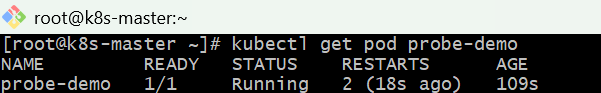 root@k8s-master:~
[root@k8s-master ~]# kubectl get pod probe-demo
NAME READY STATUS RESTARTS AGE
probe-demo 1/1 Running 2 (18s ago) 109s